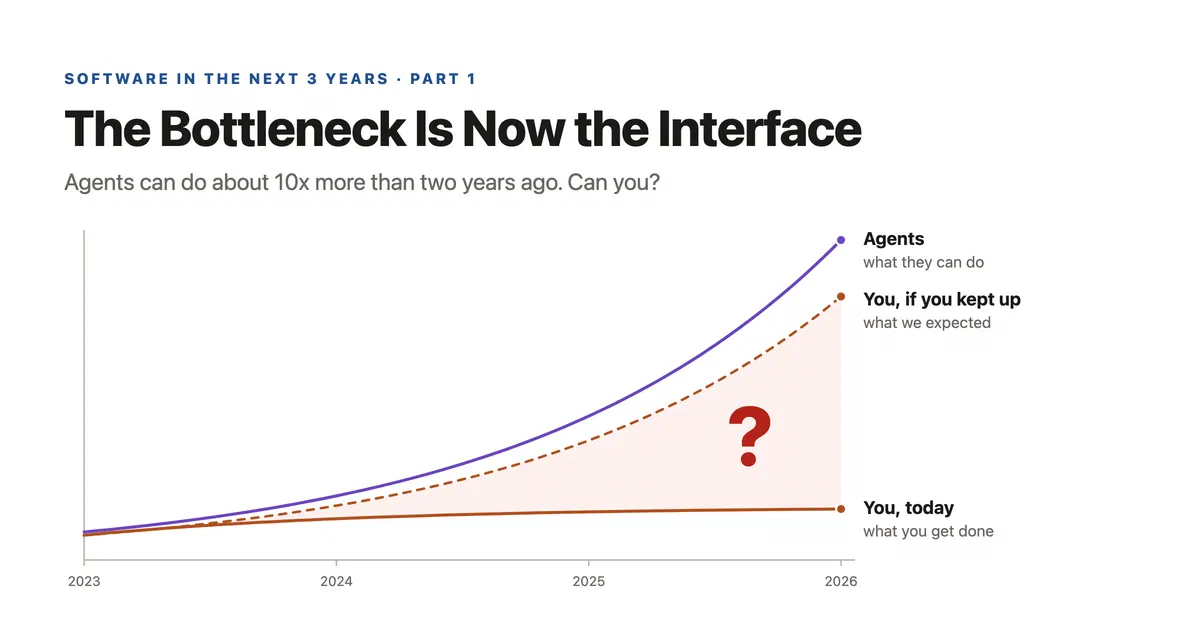 SOFTWARE IN THE NEXT 3 YEARS · PART 1
The Bottleneck Is Now the Interface
Agents can do about 10x more than two years ago. Can you?
Agents
what they can do
You, if you kept up
what we expected
?
You, today
what you get done
2023
2024
2025
2026